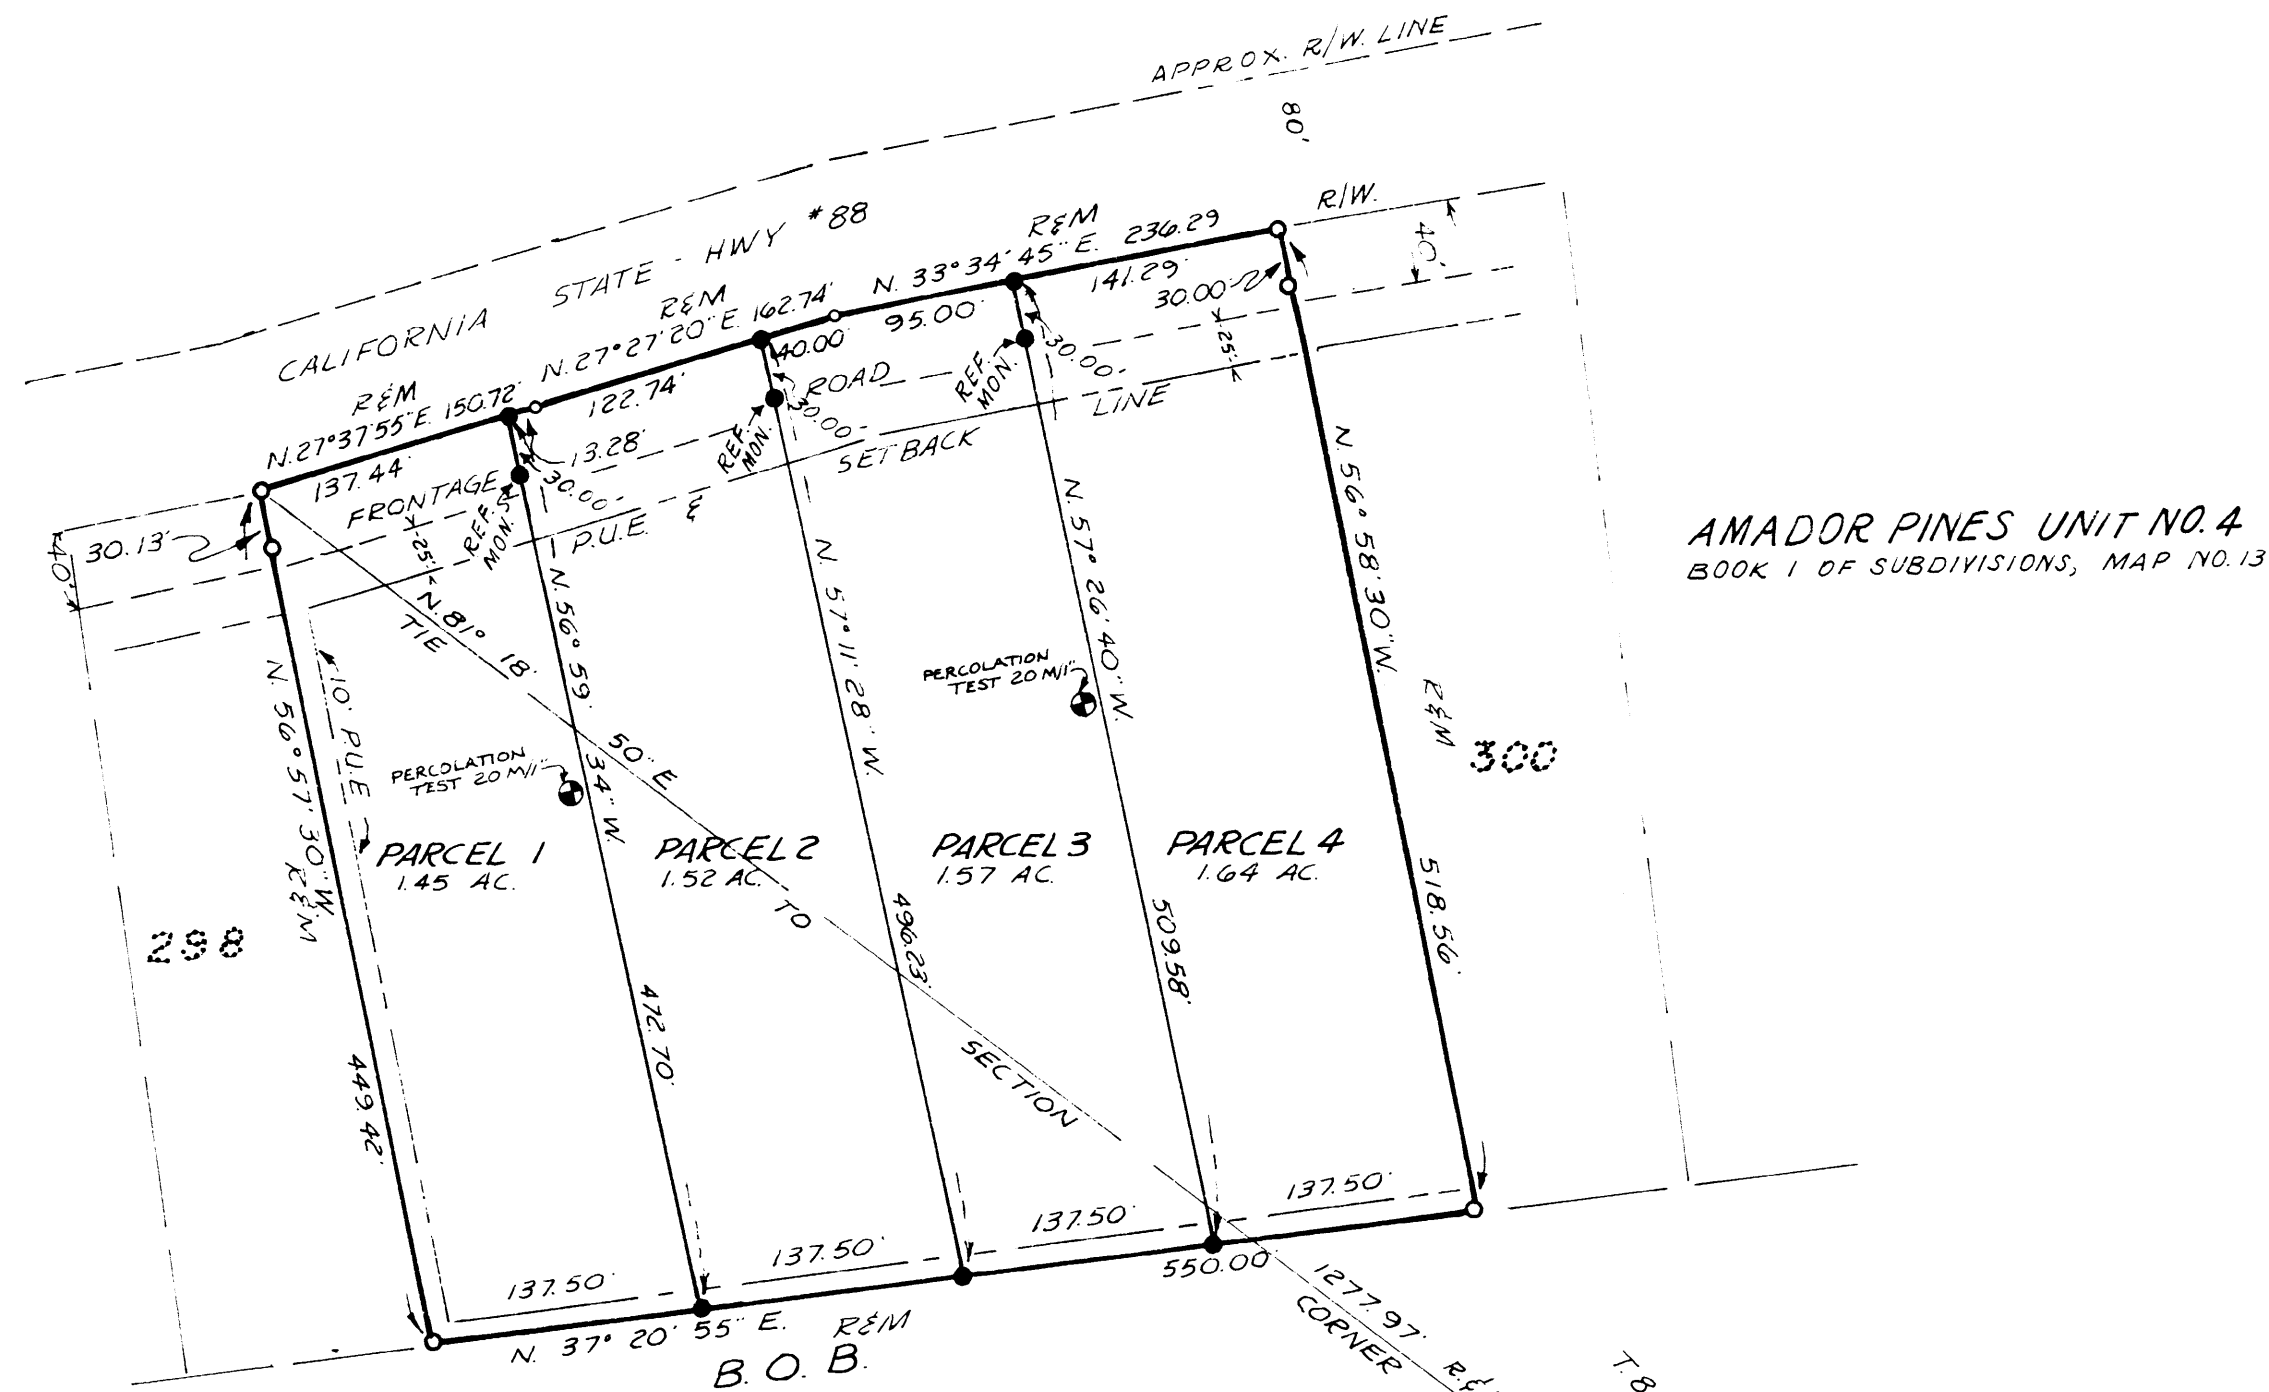 APPROX. R/W. LINE
80'
CALIFORNIA STATE - HWY #88
R/W.
40'
R&M
N. 33° 34' 45" E. 236.29
141.29'
95.00'
30.00'
R&M
N. 27° 27' 20" E. 162.74'
40.00'
122.74'
R&M
N. 27° 37' 55" E. 150.72'
137.44'
13.28'
30.00'
30.00'
30.00'
REF. MON.
REF. MON.
REF. MON.
FRONTAGE ROAD
P.U.E. & SETBACK LINE
25'
25'
30.13'
40'
AMADOR PINES UNIT NO. 4
BOOK 1 OF SUBDIVISIONS, MAP NO. 13
N. 81° 18' 50" E
TIE TO SECTION CORNER
1277.97'
R.&
10' P.U.E
N. 56° 57' 30" W.
R&M
449.42'
N. 56° 59' 34" W.
472.70'
N. 57° 11' 28" W.
496.23'
N. 57° 26' 40" W.
509.58'
N. 56° 58' 30" W.
R&M
518.56'
PERCOLATION
TEST 20 M/1"
PERCOLATION
TEST 20 M/1"
PARCEL 1
1.45 AC.
PARCEL 2
1.52 AC.
PARCEL 3
1.57 AC.
PARCEL 4
1.64 AC.
298
300
137.50'
137.50'
137.50'
137.50'
550.00'
N. 37° 20' 55" E. R&M
B. O. B.
T. 8